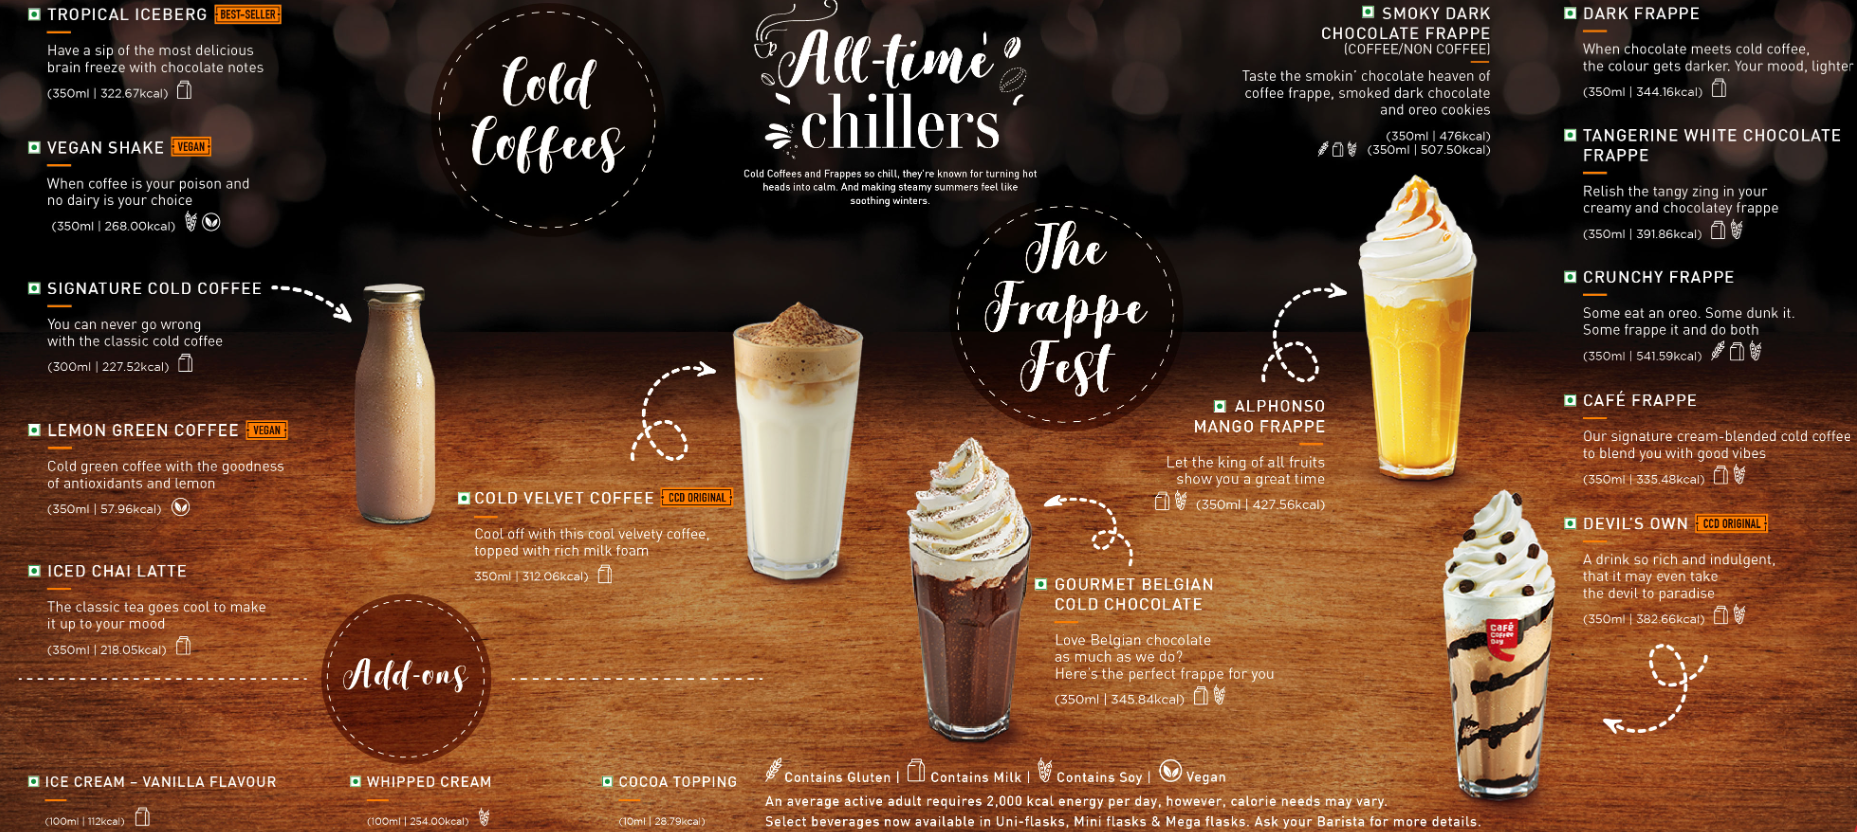 TROPICAL ICEBERG BEST-SELLER
Have a sip of the most delicious
brain freeze with chocolate notes
(350ml | 322.67kcal)
VEGAN SHAKE VEGAN
When coffee is your poison and
no dairy is your choice
(350ml | 268.00kcal)
SIGNATURE COLD COFFEE
You can never go wrong
with the classic cold coffee
(300ml | 227.52kcal)
LEMON GREEN COFFEE VEGAN
Cold green coffee with the goodness
of antioxidants and lemon
(350ml | 57.96kcal)
ICED CHAI LATTE
The classic tea goes cool to make
it up to your mood
(350ml | 218.05kcal)
Cold
Coffees
COLD VELVET COFFEE CCD ORIGINAL
Cool off with this cool velvety coffee,
topped with rich milk foam
350ml | 312.06kcal)
All-time
chillers
Cold Coffees and Frappes so chill, they're known for turning hot
heads into calm. And making steamy summers feel like
soothing winters.
The
Frappe
Fest
SMOKY DARK
CHOCOLATE FRAPPE
(COFFEE/NON COFFEE)
Taste the smokin' chocolate heaven of
coffee frappe, smoked dark chocolate
and oreo cookies
(350ml | 476kcal)
(350ml | 507.50kcal)
ALPHONSO
MANGO FRAPPE
Let the king of all fruits
show you a great time
(350ml | 427.56kcal)
GOURMET BELGIAN
COLD CHOCOLATE
Love Belgian chocolate
as much as we do?
Here's the perfect frappe for you
(350ml | 345.84kcal)
DARK FRAPPE
When chocolate meets cold coffee,
the colour gets darker. Your mood, lighter
(350ml | 344.16kcal)
TANGERINE WHITE CHOCOLATE
FRAPPE
Relish the tangy zing in your
creamy and chocolatey frappe
(350ml | 391.86kcal)
CRUNCHY FRAPPE
Some eat an oreo. Some dunk it.
Some frappe it and do both
(350ml | 541.59kcal)
CAFÉ FRAPPE
Our signature cream-blended cold coffee
to blend you with good vibes
(350ml | 335.48kcal)
DEVIL'S OWN CCD ORIGINAL
A drink so rich and indulgent,
that it may even take
the devil to paradise
(350ml | 382.66kcal)
Café
Coffee
Day
Add-ons
ICE CREAM – VANILLA FLAVOUR
(100ml | 112kcal)
WHIPPED CREAM
(100ml | 254.00kcal)
COCOA TOPPING
(10ml | 28.79kcal)
Contains Gluten | Contains Milk | Contains Soy | Vegan
An average active adult requires 2,000 kcal energy per day, however, calorie needs may vary.
Select beverages now available in Uni-flasks, Mini flasks & Mega flasks. Ask your Barista for more details.